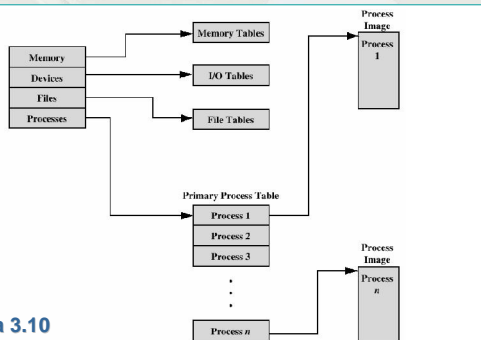 Process
Image
Process
1
Memory Tables
Memory
Devices
Files
Processes
I/O Tables
File Tables
Primary Process Table
Process 1
Process 2
Process 3
Process n
Process
Image
Process
n
3.10